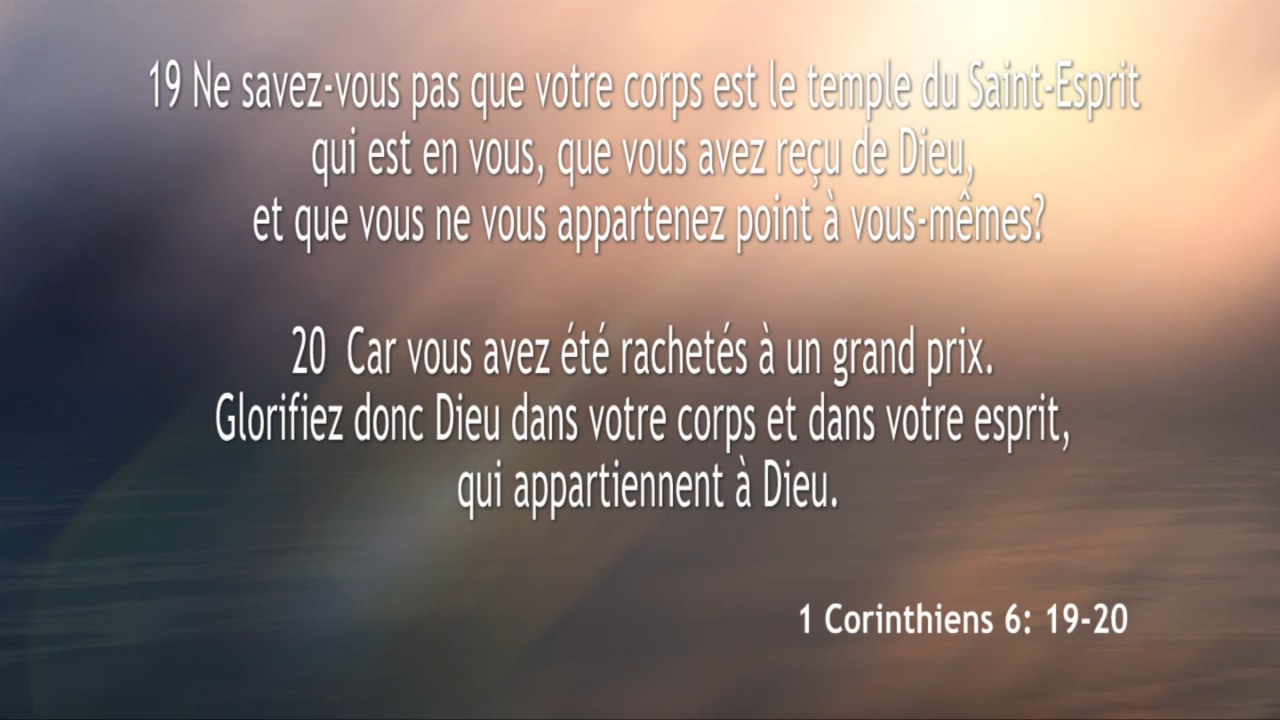 19 Ne savez-vous pas que votre corps est le temple du Saint-Esprit
qui est en vous, que vous avez reçu de Dieu,
et que vous ne vous appartenez point à vous-mêmes?
20 Car vous avez été rachetés à un grand prix.
Glorifiez donc Dieu dans votre corps et dans votre esprit,
qui appartiennent à Dieu.
1 Corinthiens 6: 19-20